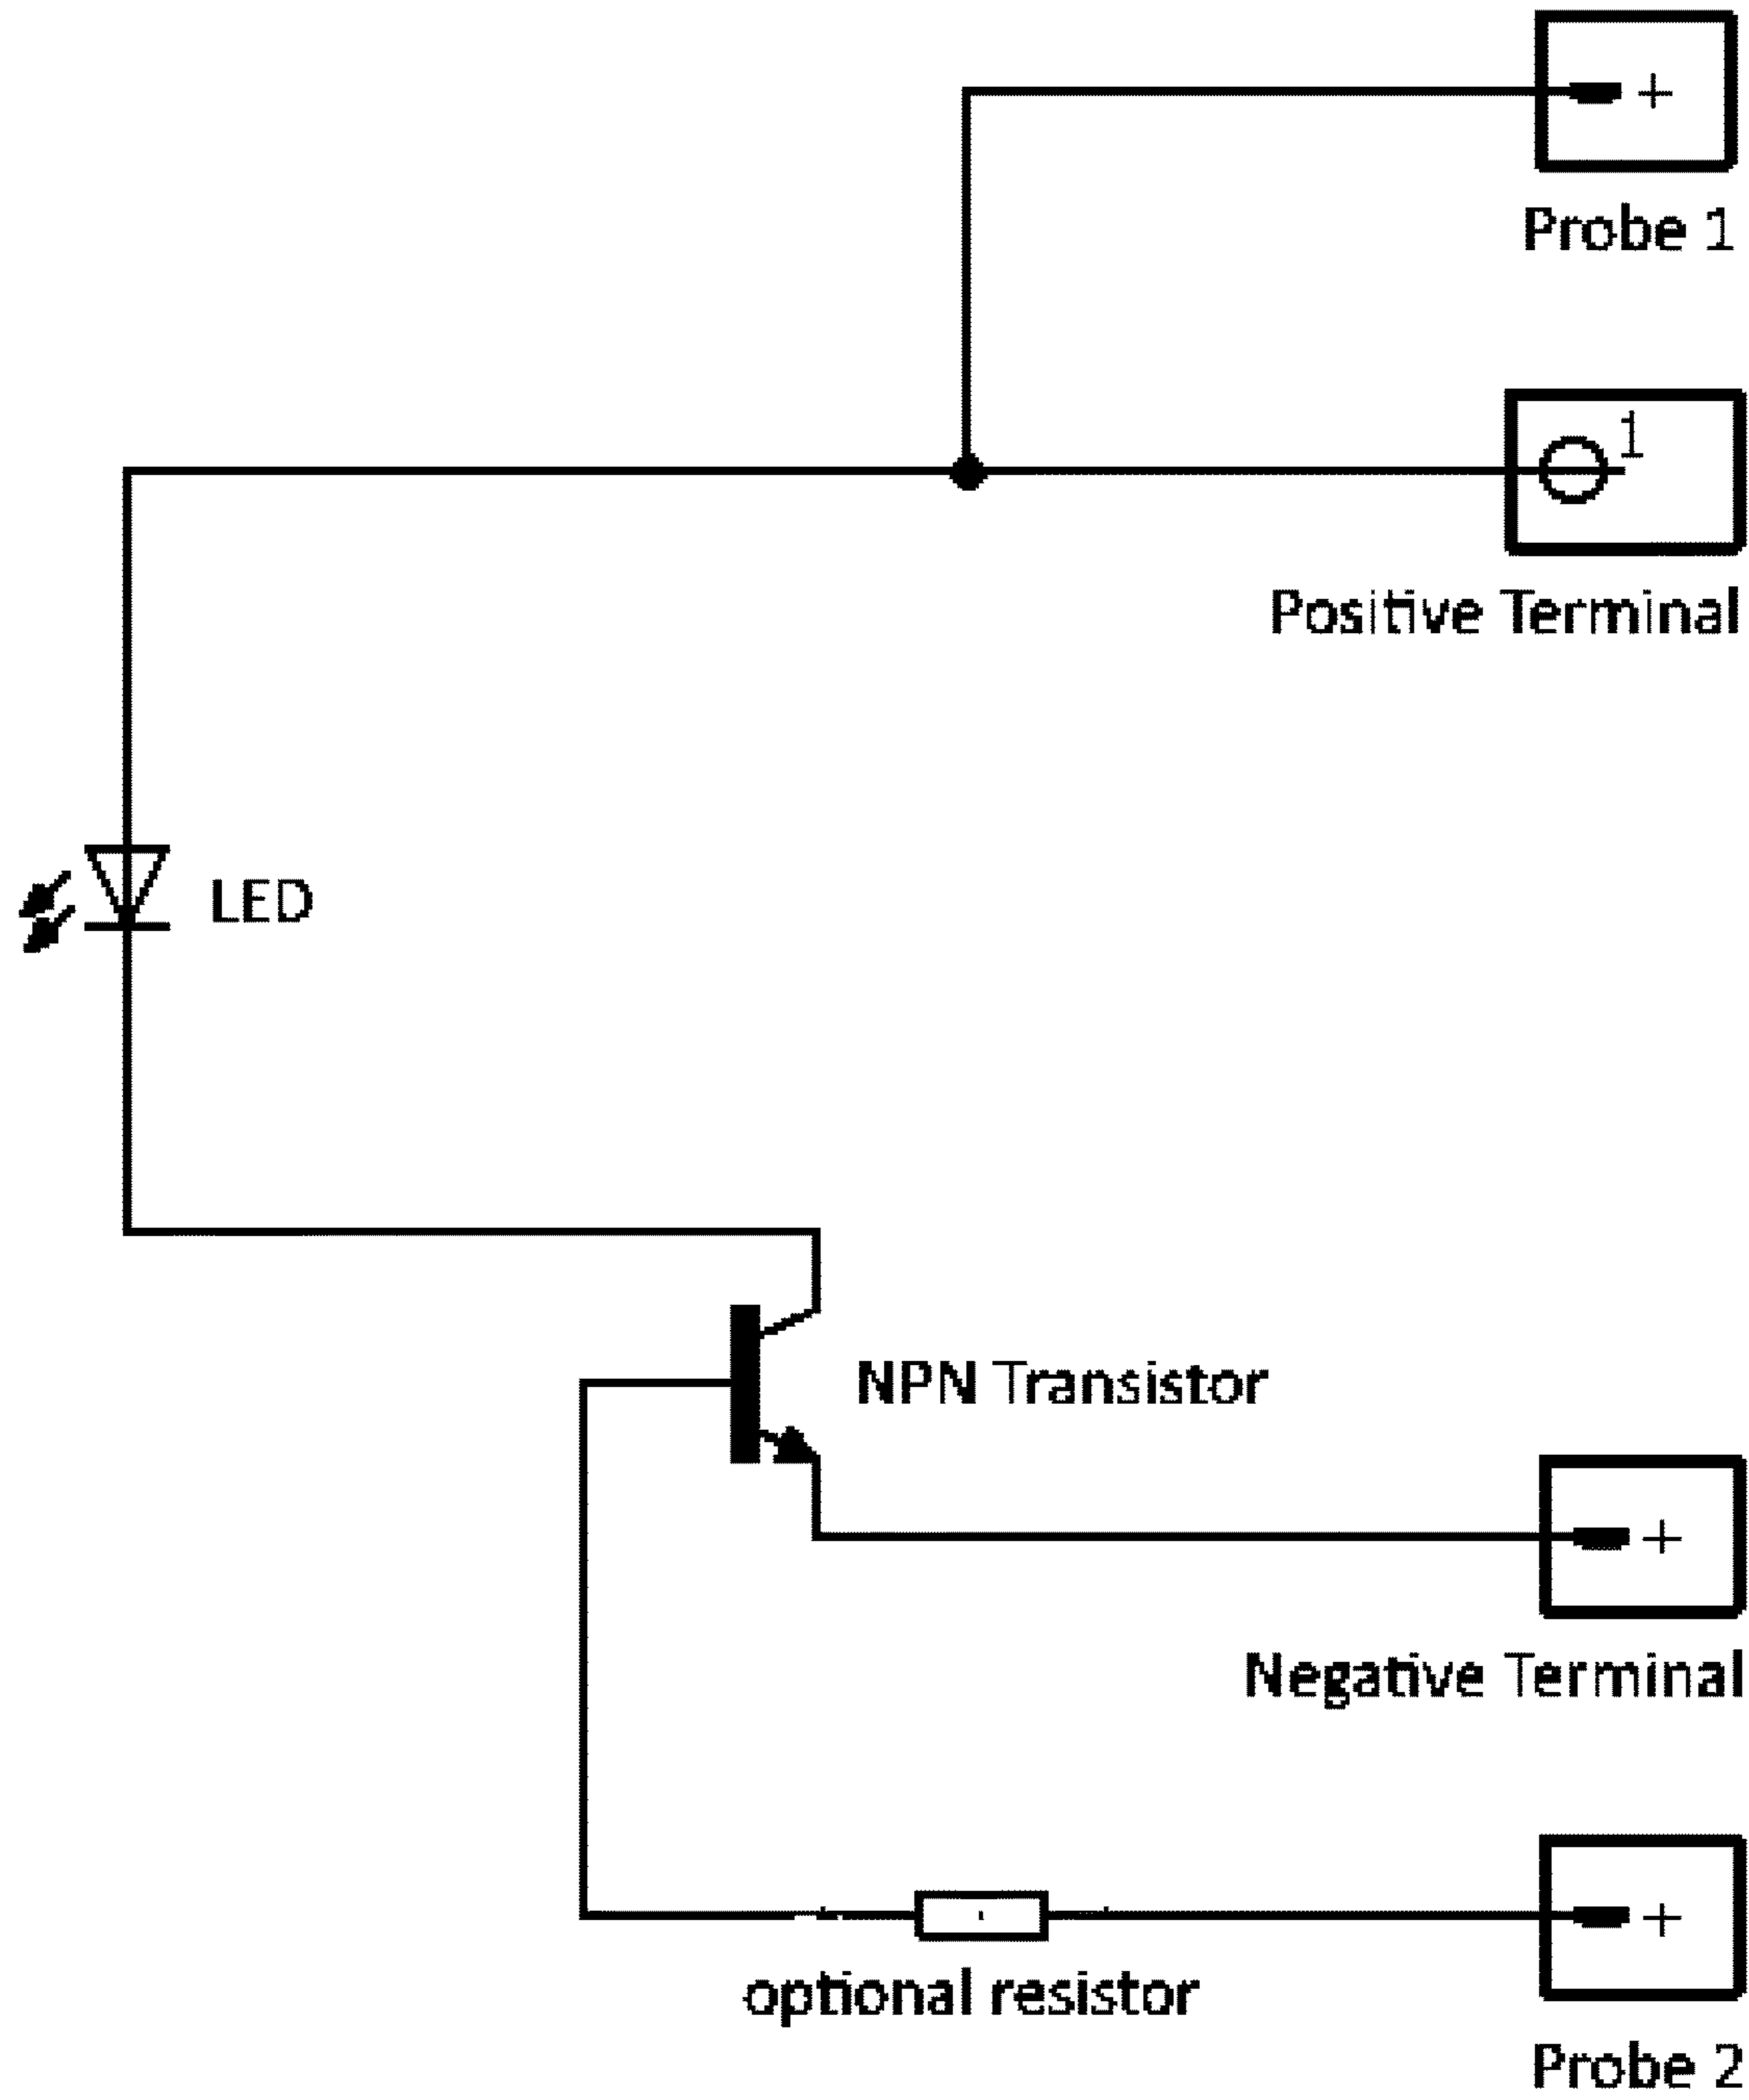 +
Probe 1
1
Positive Terminal
LED
NPN Transistor
+
Negative Terminal
+
optional resistor
Probe 2